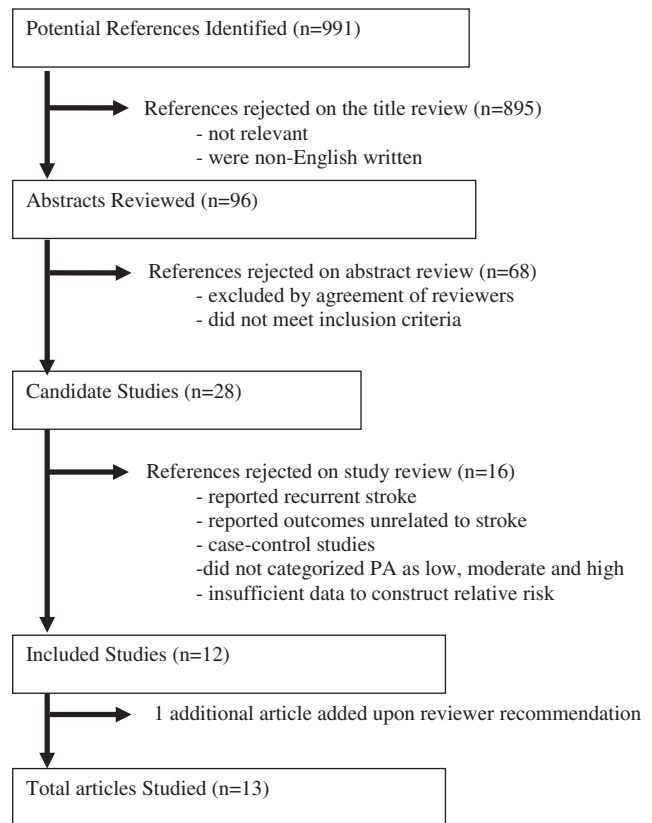 Potential References Identified (n=991)
References rejected on the title review (n=895)
- not relevant
- were non-English written
Abstracts Reviewed (n=96)
References rejected on abstract review (n=68)
- excluded by agreement of reviewers
- did not meet inclusion criteria
Candidate Studies (n=28)
References rejected on study review (n=16)
- reported recurrent stroke
- reported outcomes unrelated to stroke
- case-control studies
-did not categorized PA as low, moderate and high
- insufficient data to construct relative risk
Included Studies (n=12)
1 additional article added upon reviewer recommendation
Total articles Studied (n=13)